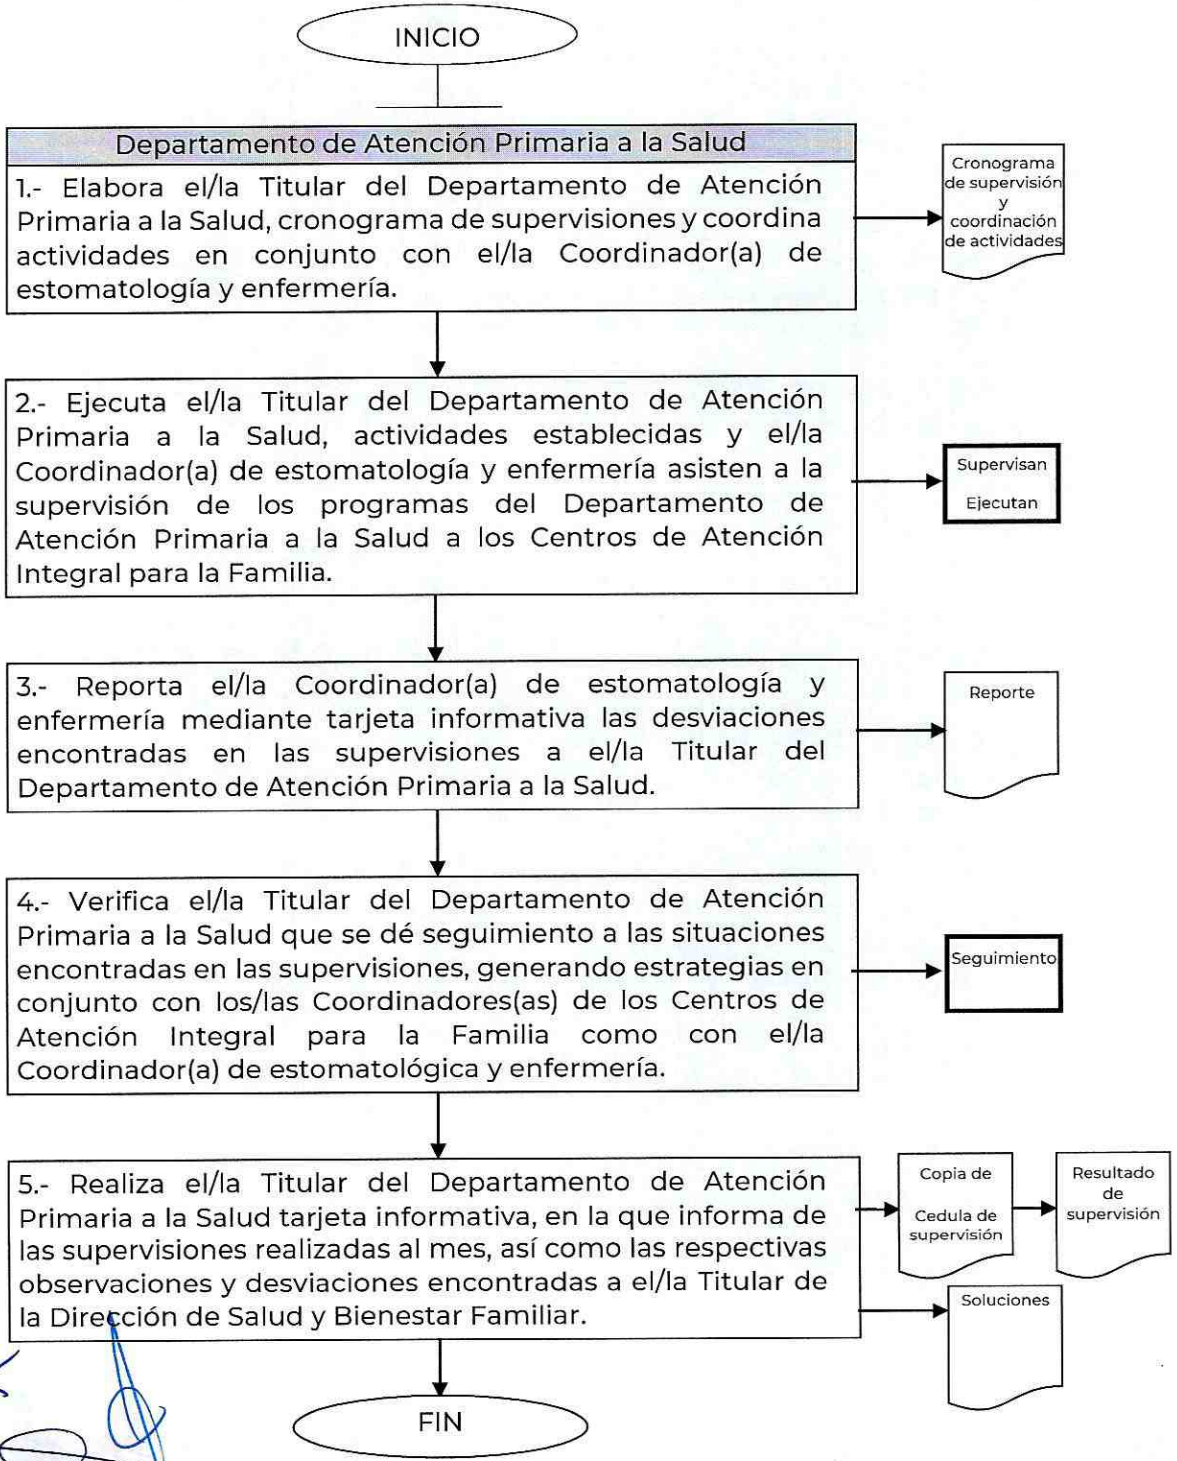 INICIO
Departamento de Atención Primaria a la Salud
1.- Elabora el/la Titular del Departamento de Atención
Primaria a la Salud, cronograma de supervisiones y coordina
actividades en conjunto con el/la Coordinador(a) de
estomatología y enfermería.
Cronograma
de supervisión
y
coordinación
de actividades
2.- Ejecuta el/la Titular del Departamento de Atención
Primaria a la Salud, actividades establecidas y el/la
Coordinador(a) de estomatología y enfermería asisten a la
supervisión de los programas del Departamento de
Atención Primaria a la Salud a los Centros de Atención
Integral para la Familia.
Supervisan
Ejecutan
3.- Reporta el/la Coordinador(a) de estomatología y
enfermería mediante tarjeta informativa las desviaciones
encontradas en las supervisiones a el/la Titular del
Departamento de Atención Primaria a la Salud.
Reporte
4.- Verifica el/la Titular del Departamento de Atención
Primaria a la Salud que se dé seguimiento a las situaciones
encontradas en las supervisiones, generando estrategias en
conjunto con los/las Coordinadores(as) de los Centros de
Atención Integral para la Familia como con el/la
Coordinador(a) de estomatológica y enfermería.
Seguimiento
5.- Realiza el/la Titular del Departamento de Atención
Primaria a la Salud tarjeta informativa, en la que informa de
las supervisiones realizadas al mes, así como las respectivas
observaciones y desviaciones encontradas a el/la Titular de
la Dirección de Salud y Bienestar Familiar.
Copia de
Cedula de
supervisión
Resultado
de
supervisión
Soluciones
FIN